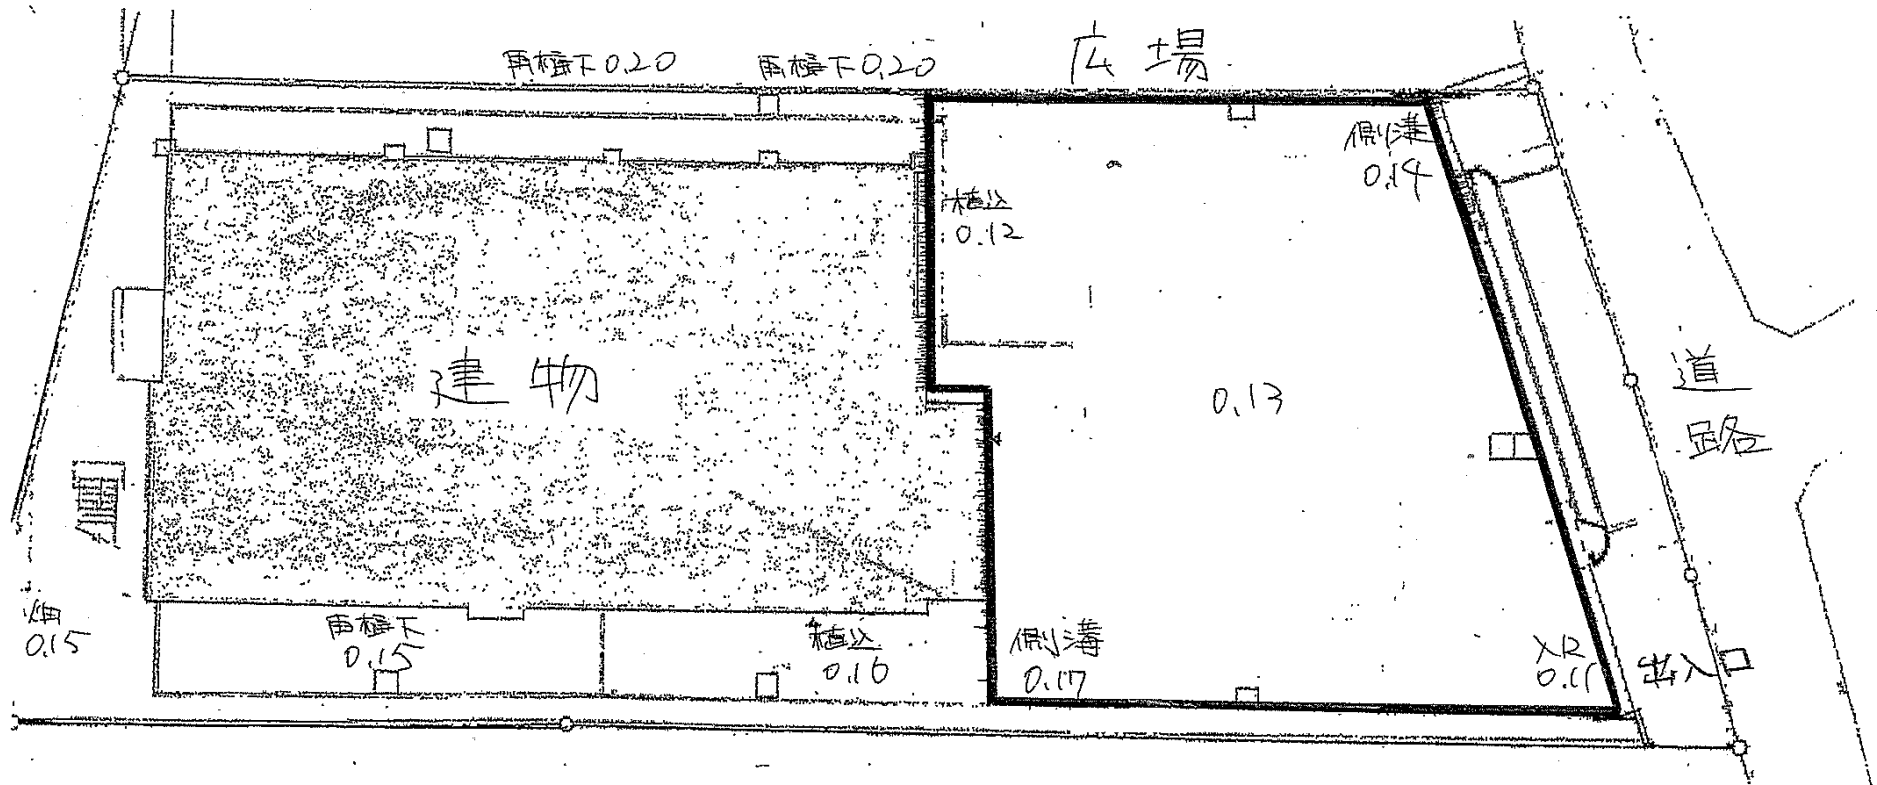 雨樋下0.20
雨樋下0.20
広場
側溝
0.14
植込
0.12
建物
0.13
道
路
畑
0.15
雨樋下
0.15
植込
0.16
側溝
0.17
入口
0.11
出入口